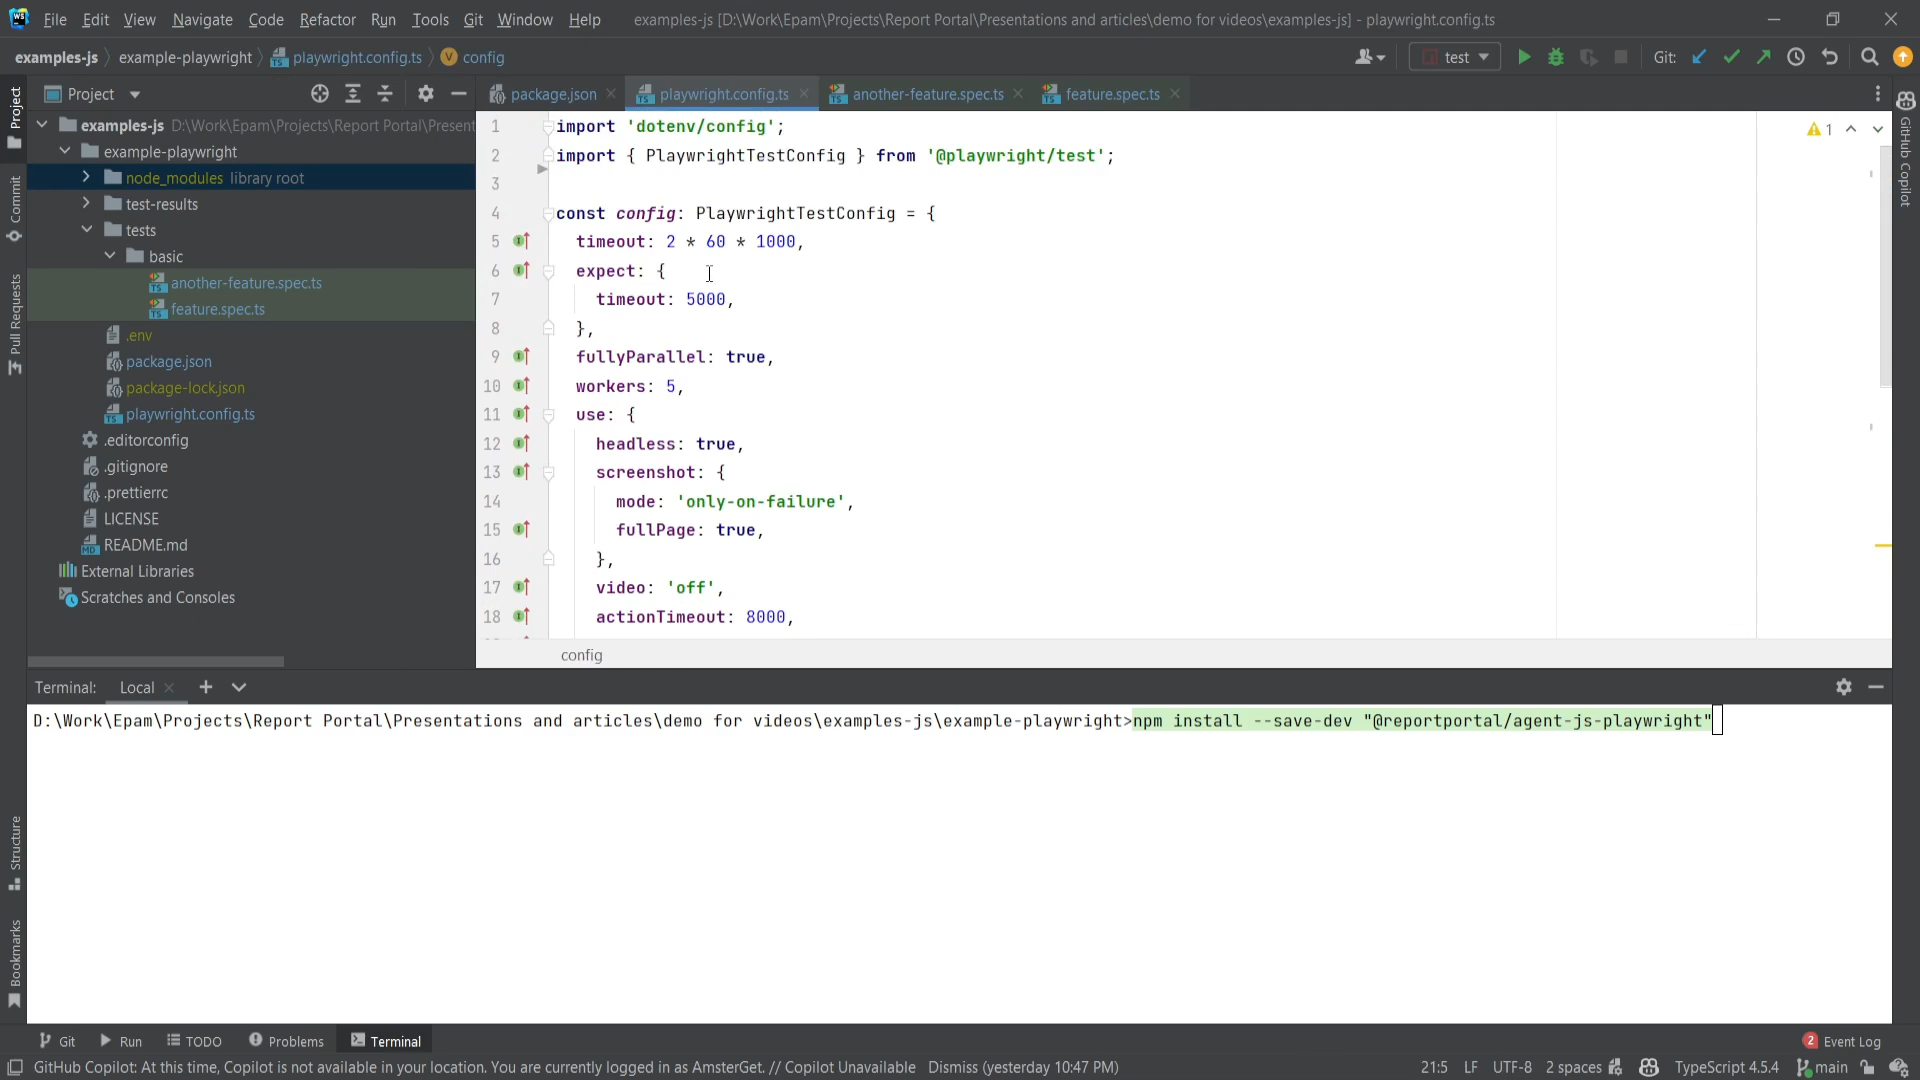 File Edit View Navigate Code Refactor Run Tools Git Window Help examples-js [D:\Work\Epam\Projects\Report Portal\Presentations and articles\demo for videos\examples-js] - playwright.config.ts
examples-js example-playwright playwright.config.ts config test Git:
Project
package.json playwright.config.ts another-feature.spec.ts feature.spec.ts
Project
Commit
Pull Requests
Structure
Bookmarks
GitHub Copilot
examples-js D:\Work\Epam\Projects\Report Portal\Present
example-playwright
node_modules library root
test-results
tests
basic
another-feature.spec.ts
feature.spec.ts
.env
package.json
package-lock.json
playwright.config.ts
.editorconfig
.gitignore
.prettierrc
LICENSE
README.md
External Libraries
Scratches and Consoles
1 import 'dotenv/config';
2 import { PlaywrightTestConfig } from '@playwright/test';
3
4 const config: PlaywrightTestConfig = {
5 timeout: 2 * 60 * 1000,
6 expect: {
7 timeout: 5000,
8 },
9 fullyParallel: true,
10 workers: 5,
11 use: {
12 headless: true,
13 screenshot: {
14 mode: 'only-on-failure',
15 fullPage: true,
16 },
17 video: 'off',
18 actionTimeout: 8000,
1
config
Terminal: Local
D:\Work\Epam\Projects\Report Portal\Presentations and articles\demo for videos\examples-js\example-playwright>npm install --save-dev "@reportportal/agent-js-playwright"
Git Run TODO Problems Terminal 2 Event Log
GitHub Copilot: At this time, Copilot is not available in your location. You are currently logged in as AmsterGet. // Copilot Unavailable Dismiss (yesterday 10:47 PM) 21:5 LF UTF-8 2 spaces TypeScript 4.5.4 main